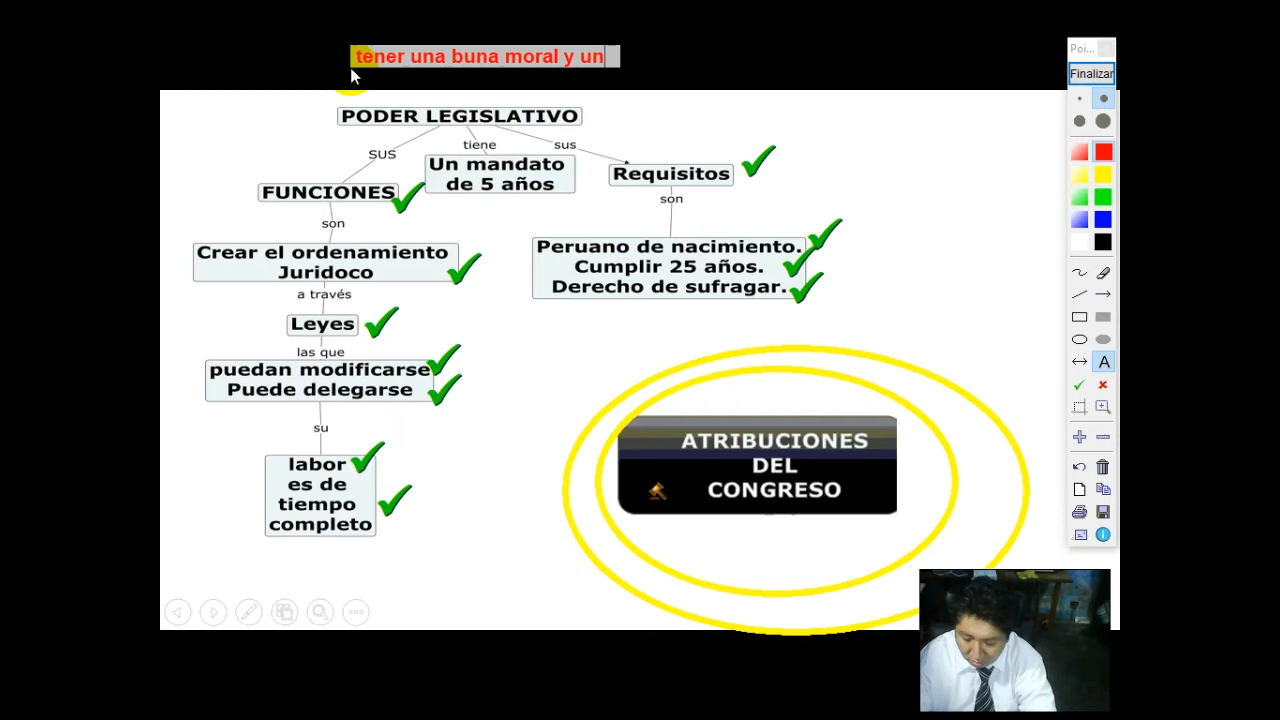 tener una buna moral y un
Poi...
Finalizar
PODER LEGISLATIVO
SUS
tiene
sus
Un mandato
de 5 años
Requisitos
FUNCIONES
son
son
Crear el ordenamiento
Juridoco
Peruano de nacimiento.
Cumplir 25 años.
Derecho de sufragar.
a través
Leyes
las que
puedan modificarse
Puede delegarse
su
labor
es de
tiempo
completo
ATRIBUCIONES
DEL
CONGRESO
A